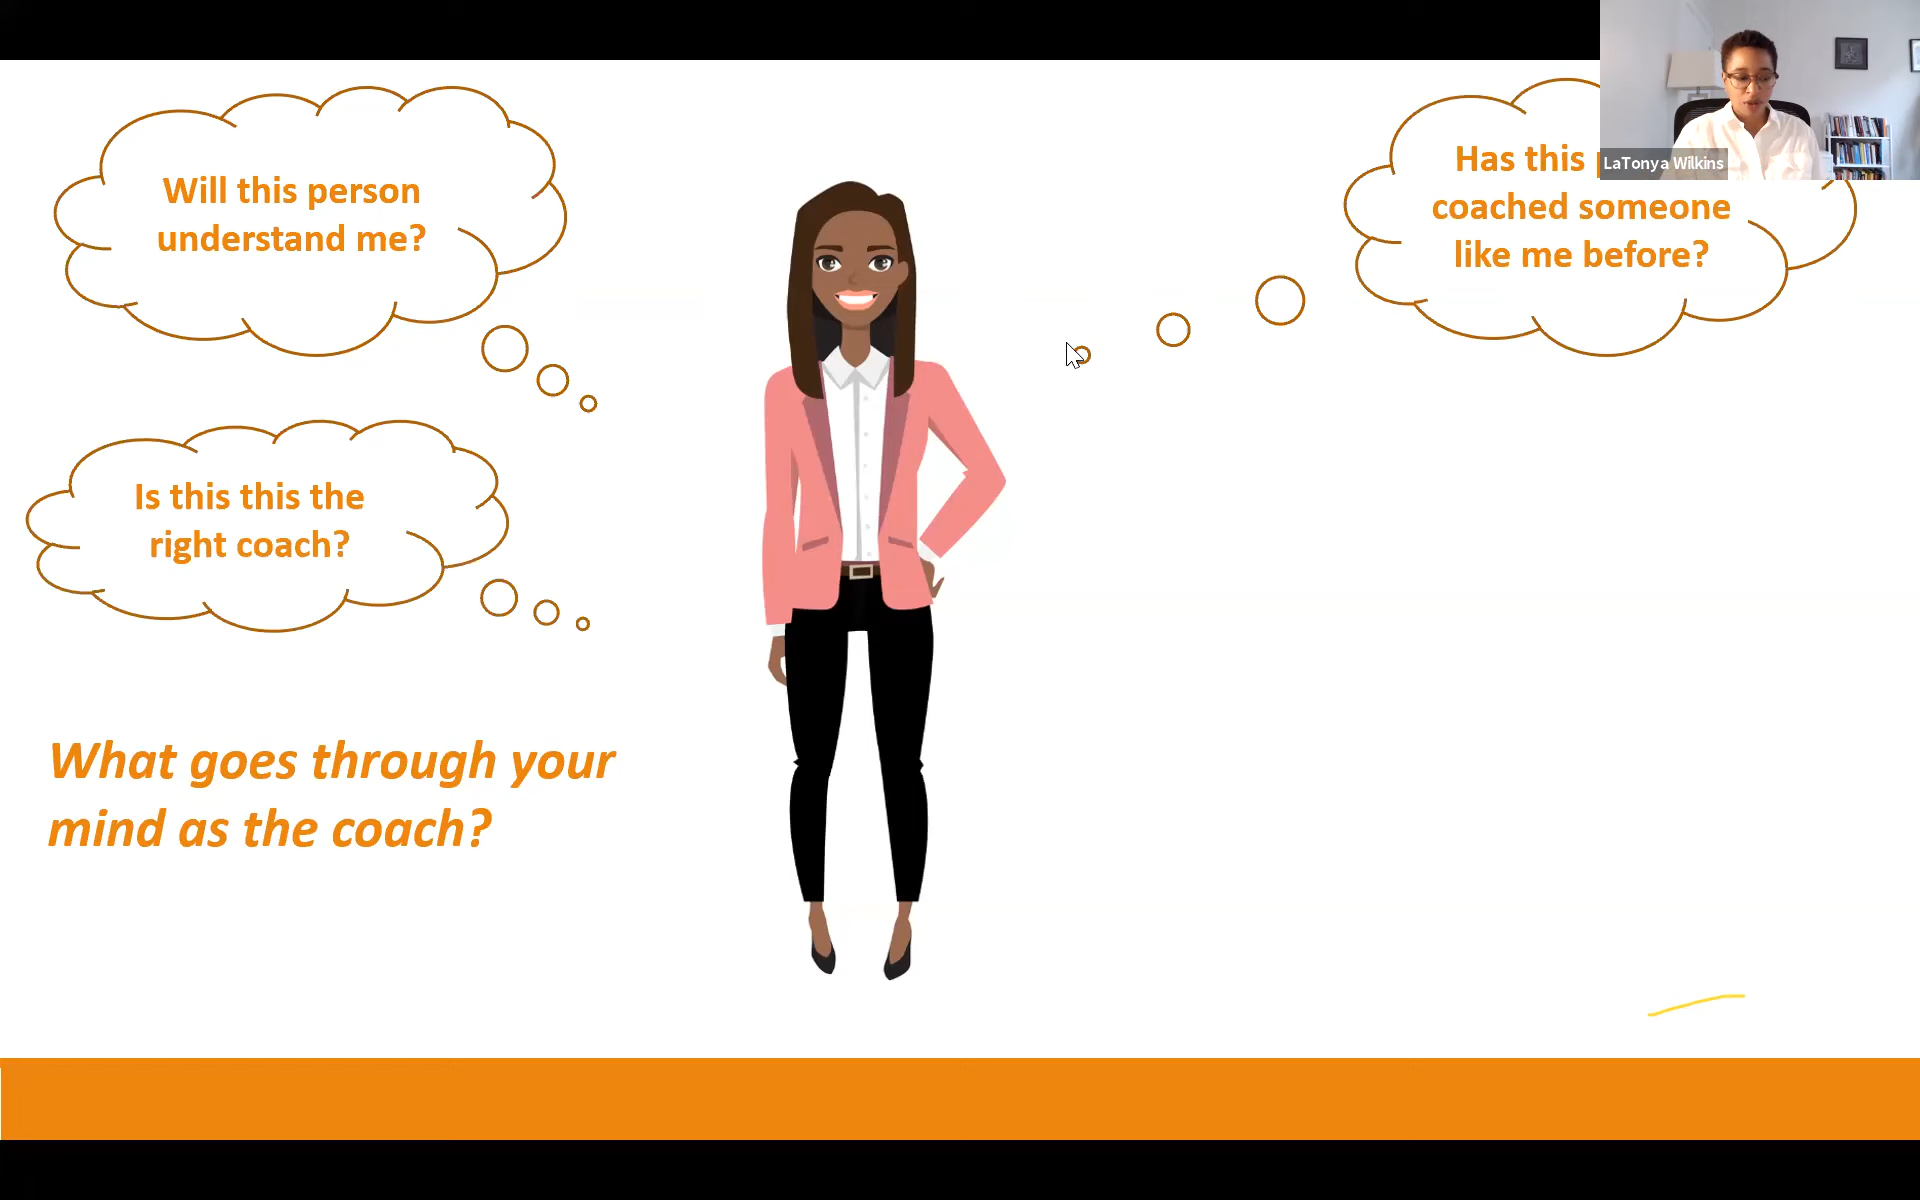 Will this person
understand me?
Has this
coached someone
like me before?
LaTonya Wilkins
Is this this the
right coach?
What goes through your
mind as the coach?